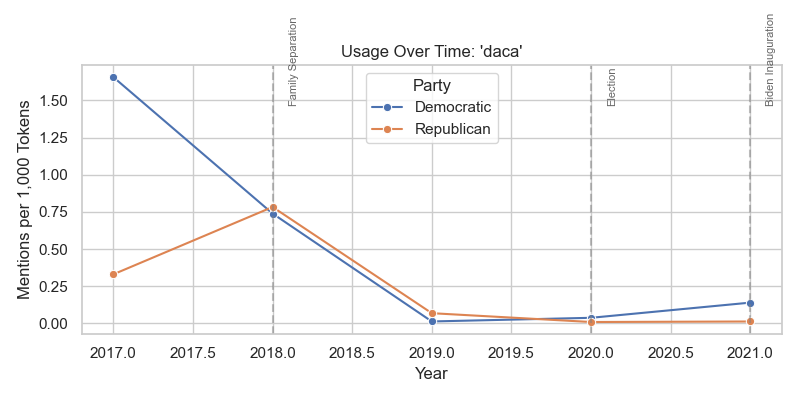 Usage Over Time: 'daca'
Family Separation
Election
Biden Inauguration
Party
Democratic
Republican
Mentions per 1,000 Tokens
1.50
1.25
1.00
0.75
0.50
0.25
0.00
2017.0 2017.5 2018.0 2018.5 2019.0 2019.5 2020.0 2020.5 2021.0
Year